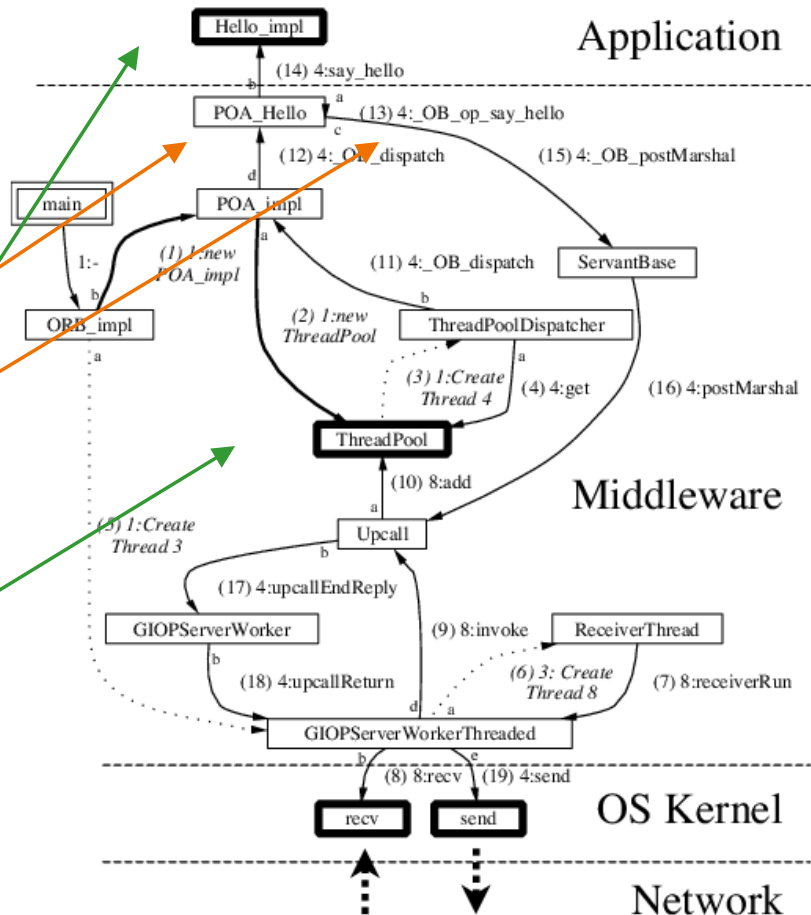 Hello_impl
Application
(14) 4:say_hello
b
a
POA_Hello
(13) 4:_OB_op_say_hello
c
(12) 4:_OB_dispatch
(15) 4:_OB_postMarshal
d
main
POA_impl
a
1:-
(1) 1:new
POA_impl
(11) 4:_OB_dispatch
ServantBase
b
b
(2) 1:new
ThreadPool
ORB_impl
ThreadPoolDispatcher
a
a
(3) 1:Create
Thread 4
(4) 4:get
(16) 4:postMarshal
ThreadPool
(10) 8:add
Middleware
a
(5) 1:Create
Thread 3
Upcall
b
(17) 4:upcallEndReply
GIOPServerWorker
(9) 8:invoke
ReceiverThread
b
(6) 3: Create
Thread 8
(18) 4:upcallReturn
(7) 8:receiverRun
d
a
GIOPServerWorkerThreaded
b
e
(8) 8:recv
(19) 4:send
OS Kernel
recv
send
Network